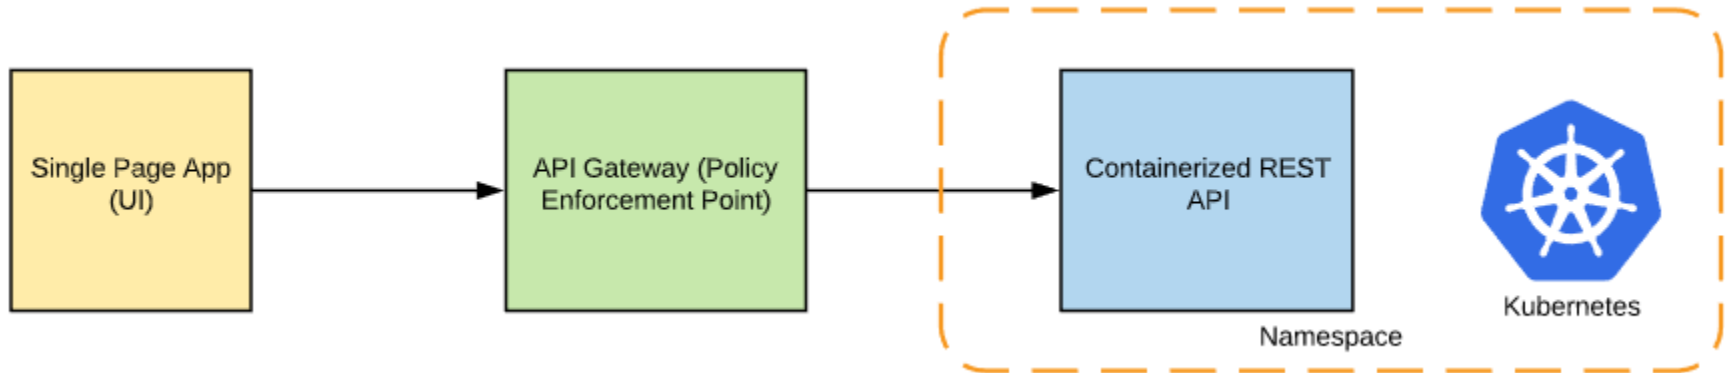 Single Page App
(UI)
API Gateway (Policy
Enforcement Point)
Containerized REST
API
Kubernetes
Namespace